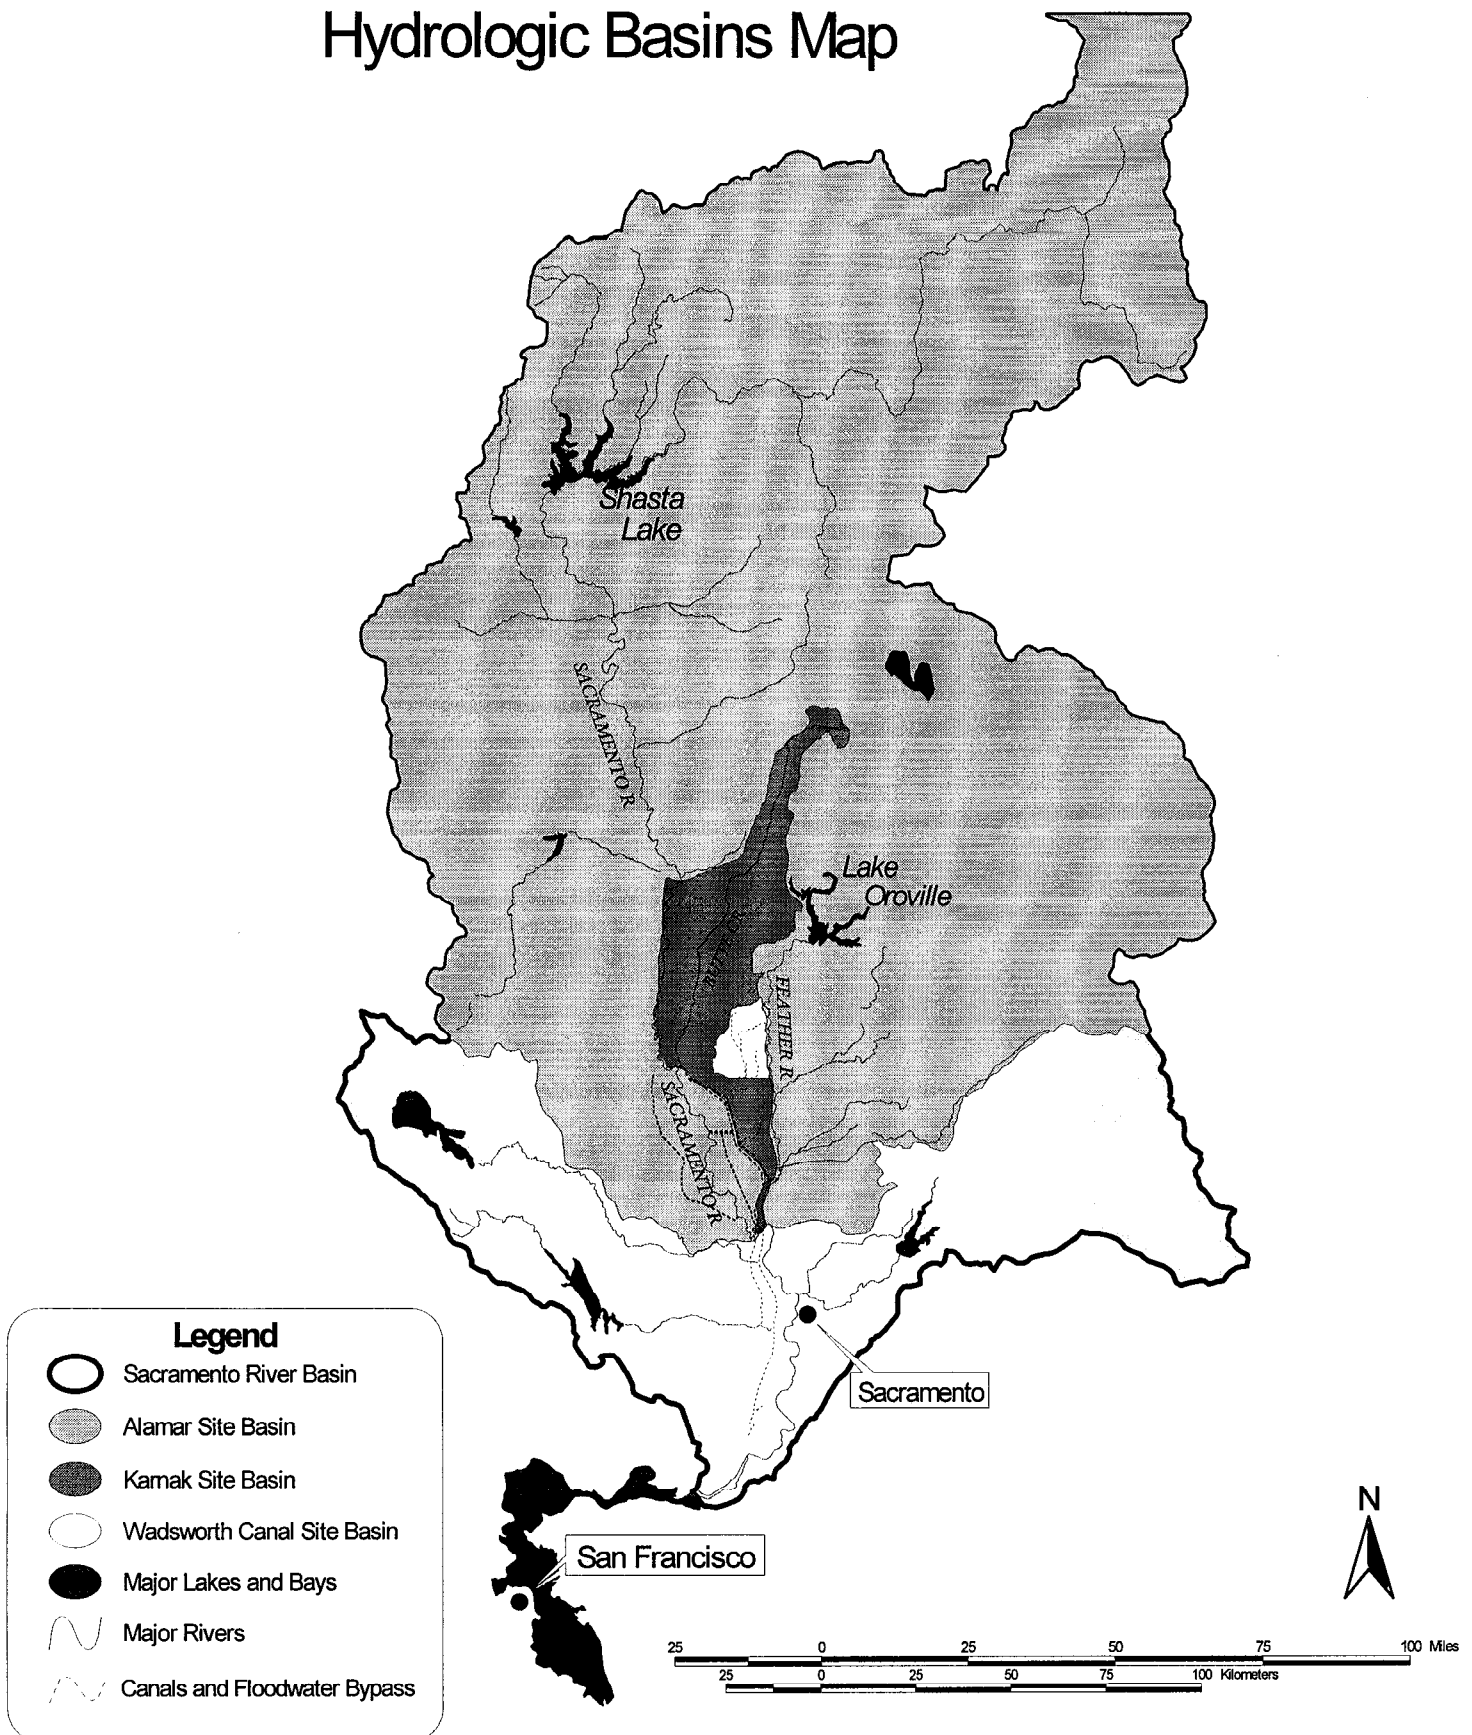 Hydrologic Basins Map
Shasta
Lake
SACRAMENTO R
Lake
Oroville
BUTTE CR
FEATHER R
SACRAMENTO R
Legend
Sacramento River Basin
Alamar Site Basin
Karnak Site Basin
Wadsworth Canal Site Basin
Major Lakes and Bays
Major Rivers
Canals and Floodwater Bypass
Sacramento
San Francisco
N
25 0 25 50 75 100 Miles
25 0 25 50 75 100 Kilometers